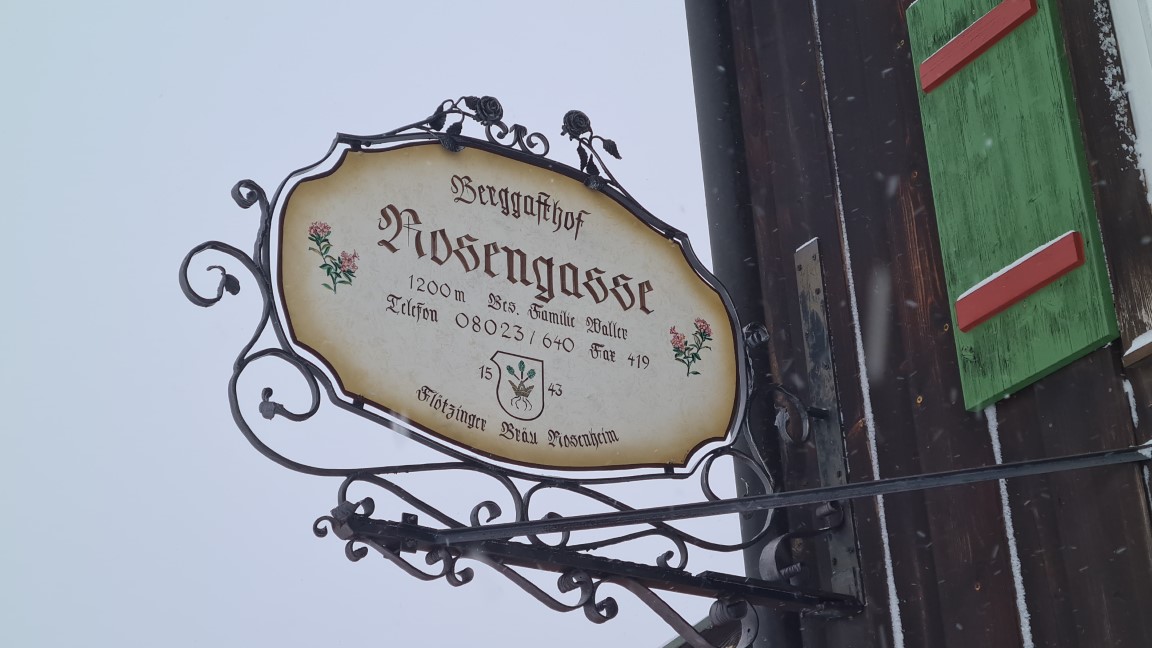 Berggasthof
Rosengasse
1200m Bes. Familie Waller
Telefon 08023/640 Fax 419
15 43
Flötzinger Bräu Rosenheim